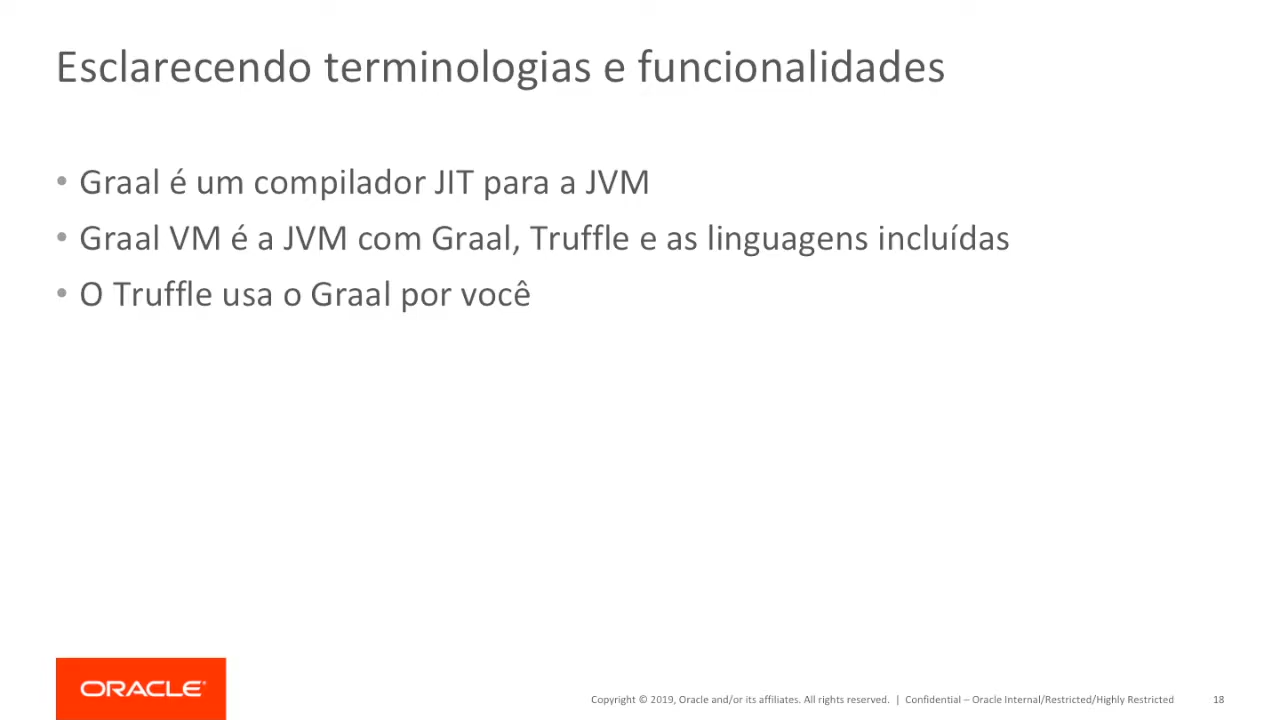 Esclarecendo terminologias e funcionalidades
• Graal é um compilador JIT para a JVM
• Graal VM é a JVM com Graal, Truffle e as linguagens incluídas
• O Truffle usa o Graal por você
ORACLE®
Copyright © 2019, Oracle and/or its affiliates. All rights reserved. | Confidential – Oracle Internal/Restricted/Highly Restricted 18